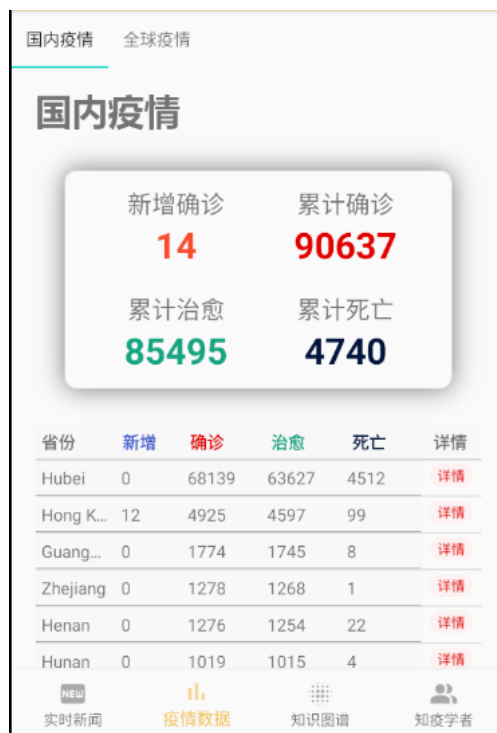 国内疫情 全球疫情
国内疫情
新增确诊 累计确诊
14 90637
累计治愈 累计死亡
85495 4740
省份 新增 确诊 治愈 死亡 详情
Hubei 0 68139 63627 4512 详情
Hong K... 12 4925 4597 99 详情
Guang... 0 1774 1745 8 详情
Zhejiang 0 1278 1268 1 详情
Henan 0 1276 1254 22 详情
Hunan 0 1019 1015 4 详情
NEW
实时新闻 疫情数据 知识图谱 知疫学者